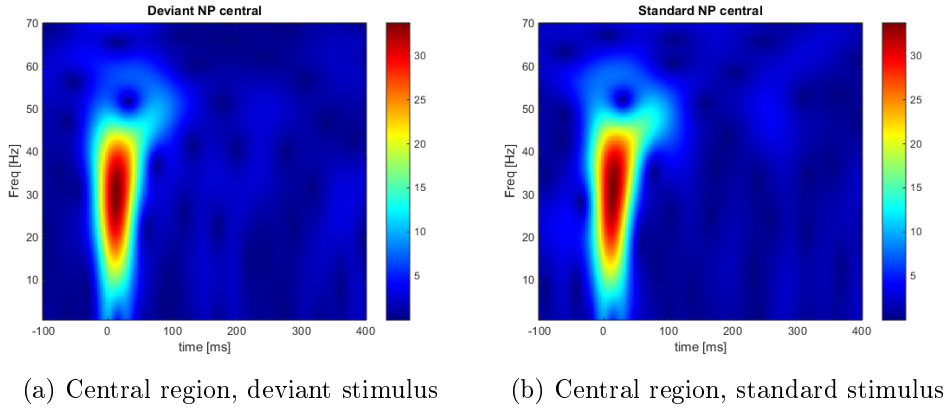 Deviant NP central
Freq [Hz]
70
60
50
40
30
20
10
-100 0 100 200 300 400
time [ms]
30
25
20
15
10
5
(a) Central region, deviant stimulus
Standard NP central
Freq [Hz]
70
60
50
40
30
20
10
-100 0 100 200 300 400
time [ms]
30
25
20
15
10
5
(b) Central region, standard stimulus